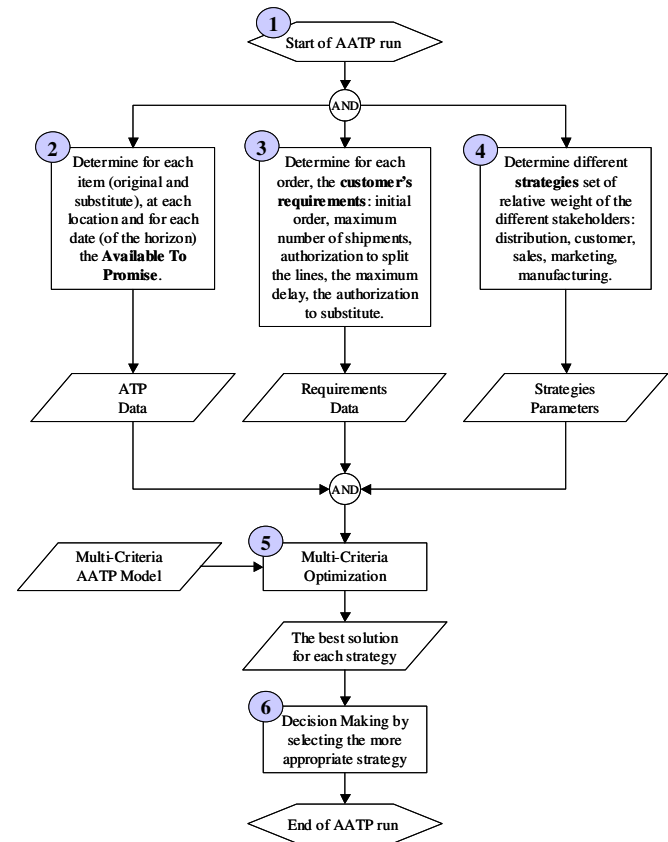 1
Start of AATP run
AND
2
Determine for each
item (original and
substitute), at each
location and for each
date (of the horizon)
the Available To
Promise.
3
Determine for each
order, the customer's
requirements: initial
order, maximum
number of shipments,
authorization to split
the lines, the maximum
delay, the authorization
to substitute.
4
Determine different
strategies set of
relative weight of the
different stakeholders:
distribution, customer,
sales, marketing,
manufacturing.
ATP
Data
Requirements
Data
Strategies
Parameters
AND
Multi-Criteria
AATP Model
5
Multi-Criteria
Optimization
The best solution
for each strategy
6
Decision Making by
selecting the more
appropriate strategy
End of AATP run